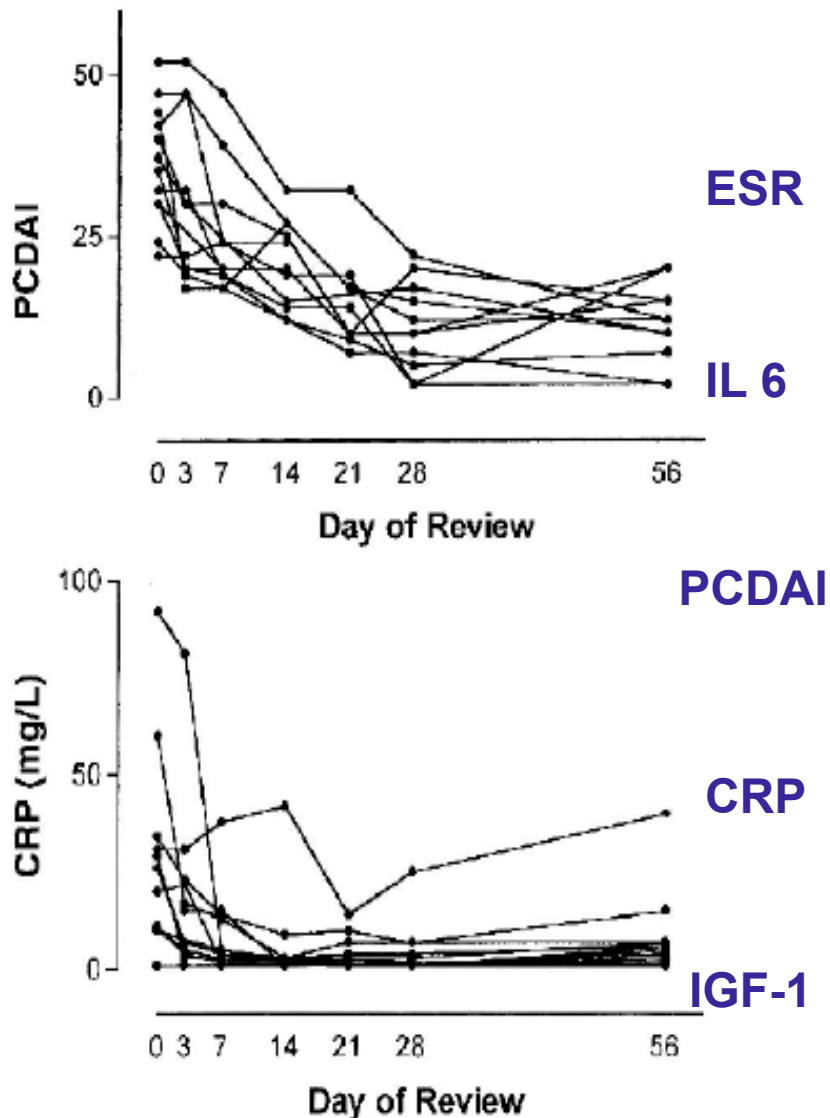 50
25
0
PCDAI
ESR
IL 6
0 3 7 14 21 28 56
Day of Review
PCDAI
100
50
0
CRP (mg/L)
CRP
IGF-1
0 3 7 14 21 28 56
Day of Review